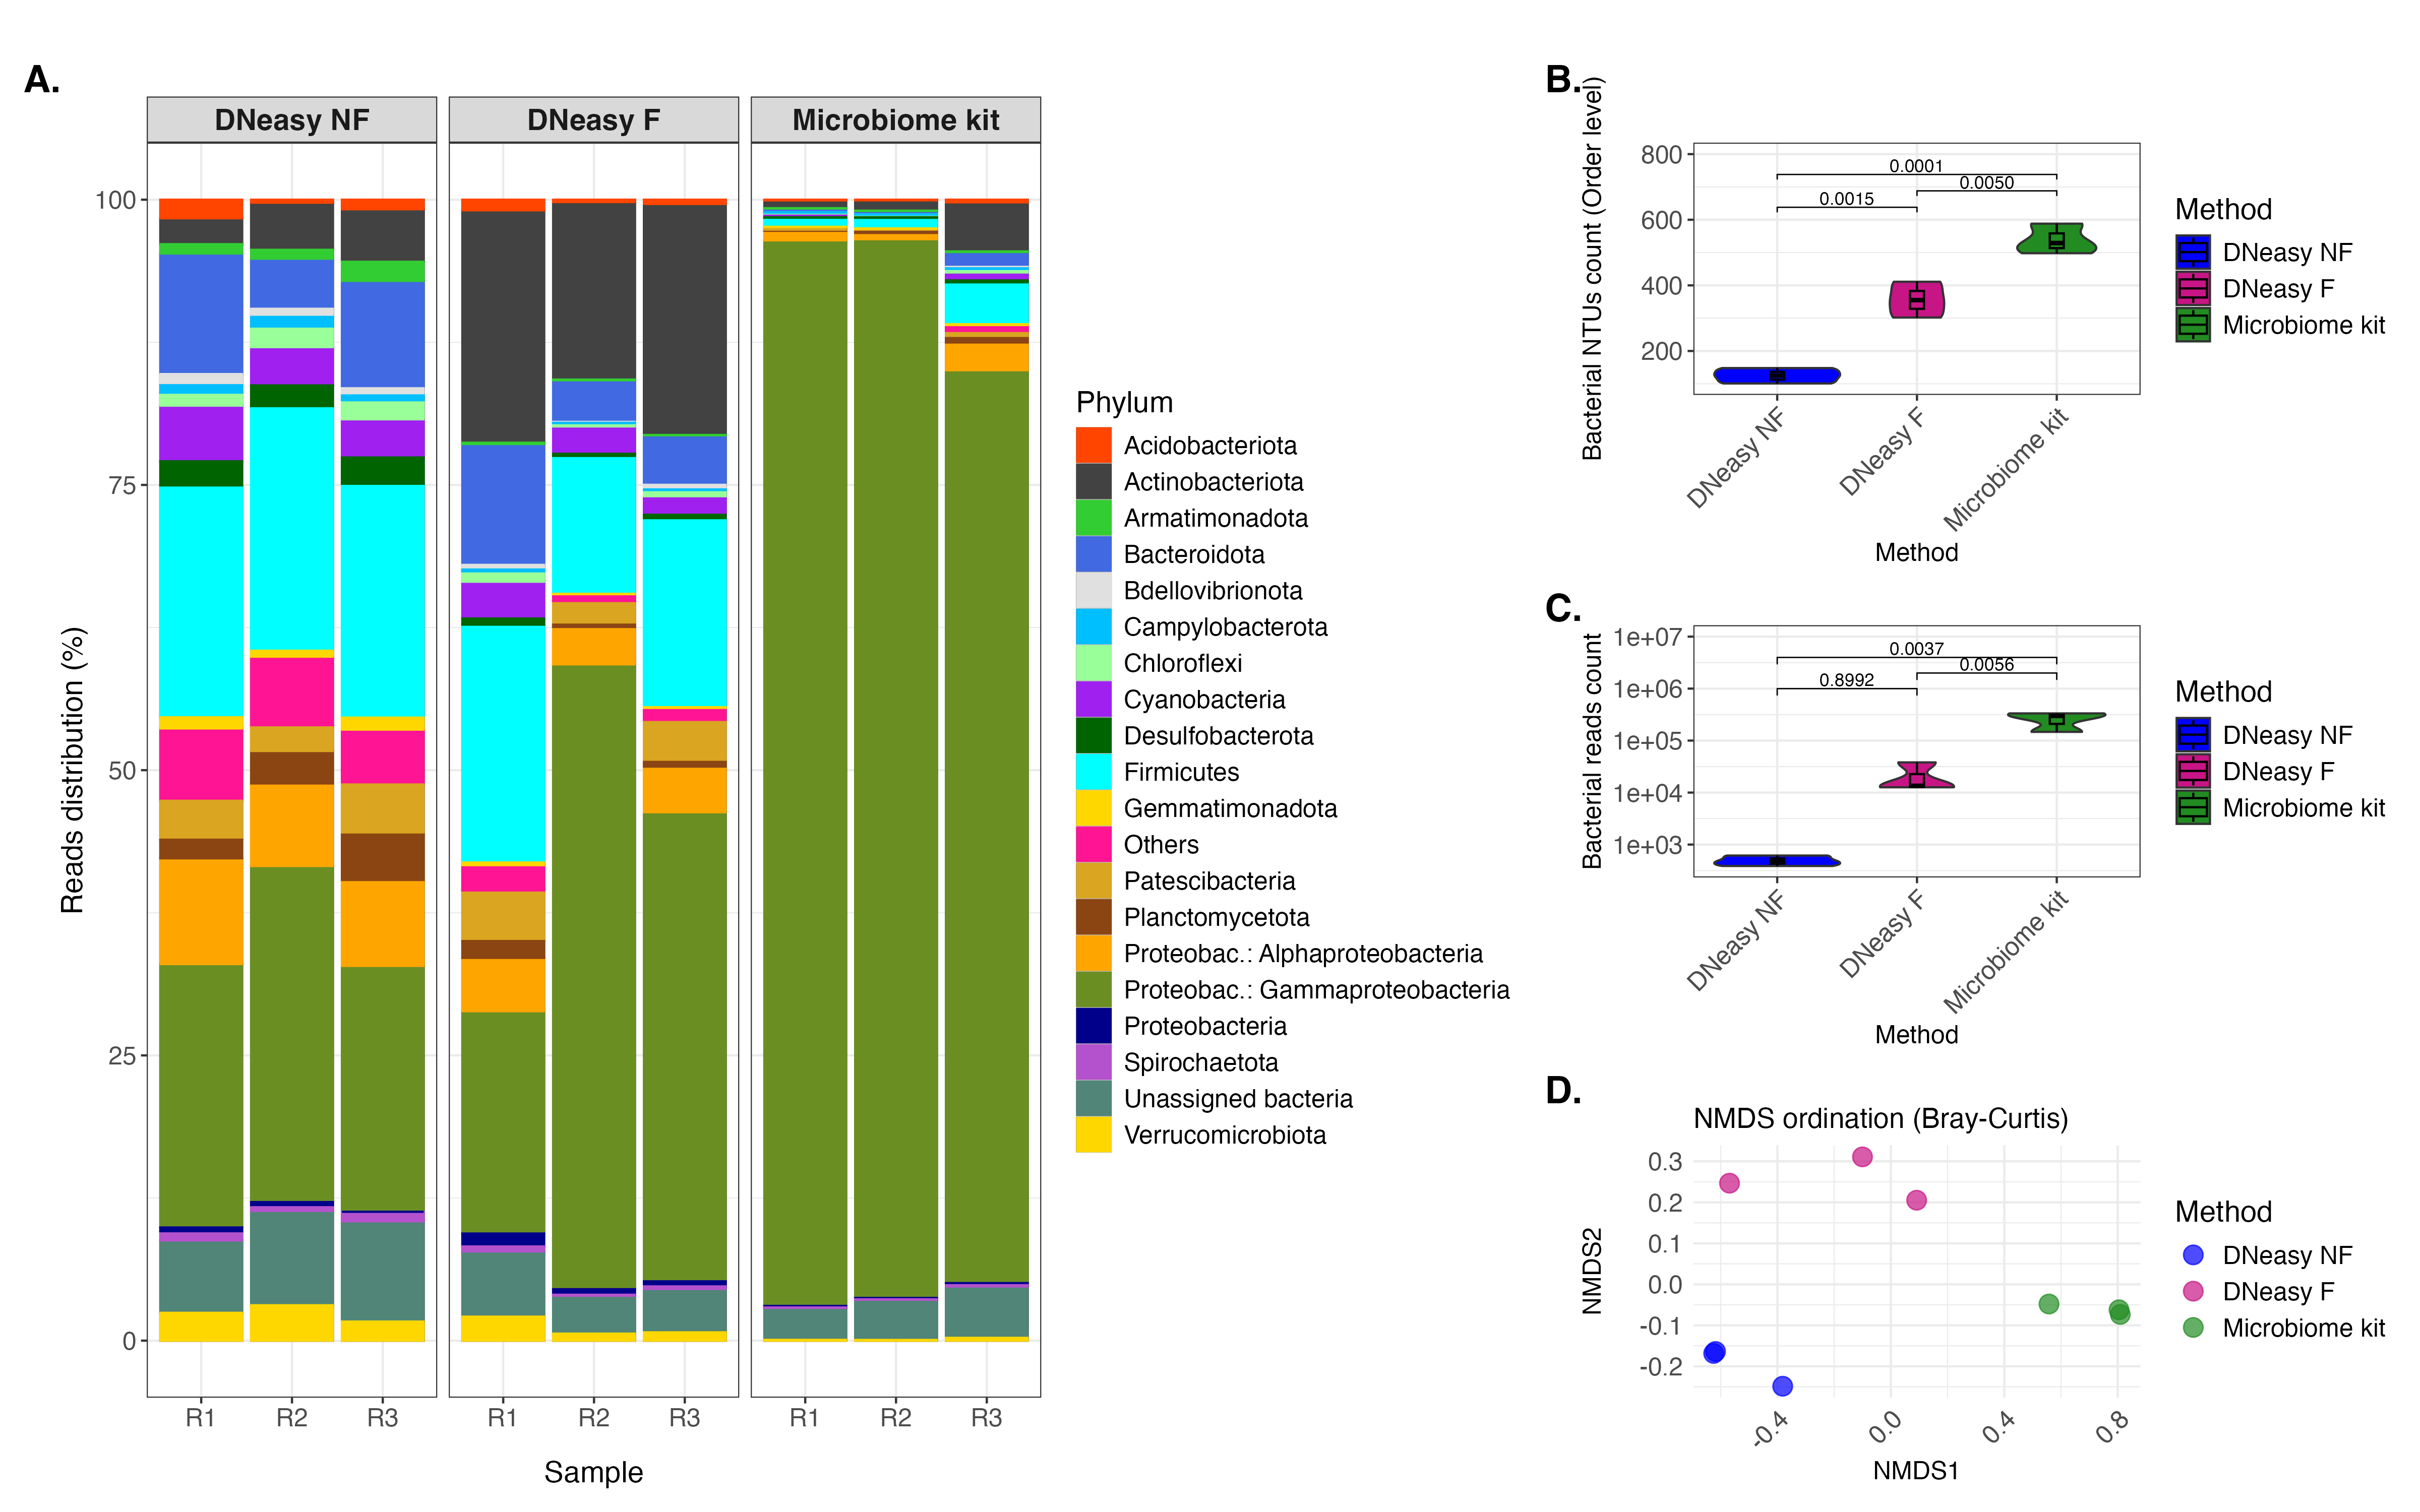 A.
DNeasy NF
DNeasy F
Microbiome kit
Reads distribution (%)
100
75
50
25
0
R1
R2
R3
R1
R2
R3
R1
R2
R3
Sample
Phylum
Acidobacteriota
Actinobacteriota
Armatimonadota
Bacteroidota
Bdellovibrionota
Campylobacterota
Chloroflexi
Cyanobacteria
Desulfobacterota
Firmicutes
Gemmatimonadota
Others
Patescibacteria
Planctomycetota
Proteobac.: Alphaproteobacteria
Proteobac.: Gammaproteobacteria
Proteobacteria
Spirochaetota
Unassigned bacteria
Verrucomicrobiota
B.
Bacterial NTUs count (Order level)
800
600
400
200
0.0001
0.0050
0.0015
DNeasy NF
DNeasy F
Microbiome kit
Method
Method
DNeasy NF
DNeasy F
Microbiome kit
C.
Bacterial reads count
1e+07
1e+06
1e+05
1e+04
1e+03
0.0037
0.0056
0.8992
DNeasy NF
DNeasy F
Microbiome kit
Method
Method
DNeasy NF
DNeasy F
Microbiome kit
D.
NMDS ordination (Bray-Curtis)
NMDS2
0.3
0.2
0.1
0.0
-0.1
-0.2
-0.4
0.0
0.4
0.8
NMDS1
Method
DNeasy NF
DNeasy F
Microbiome kit